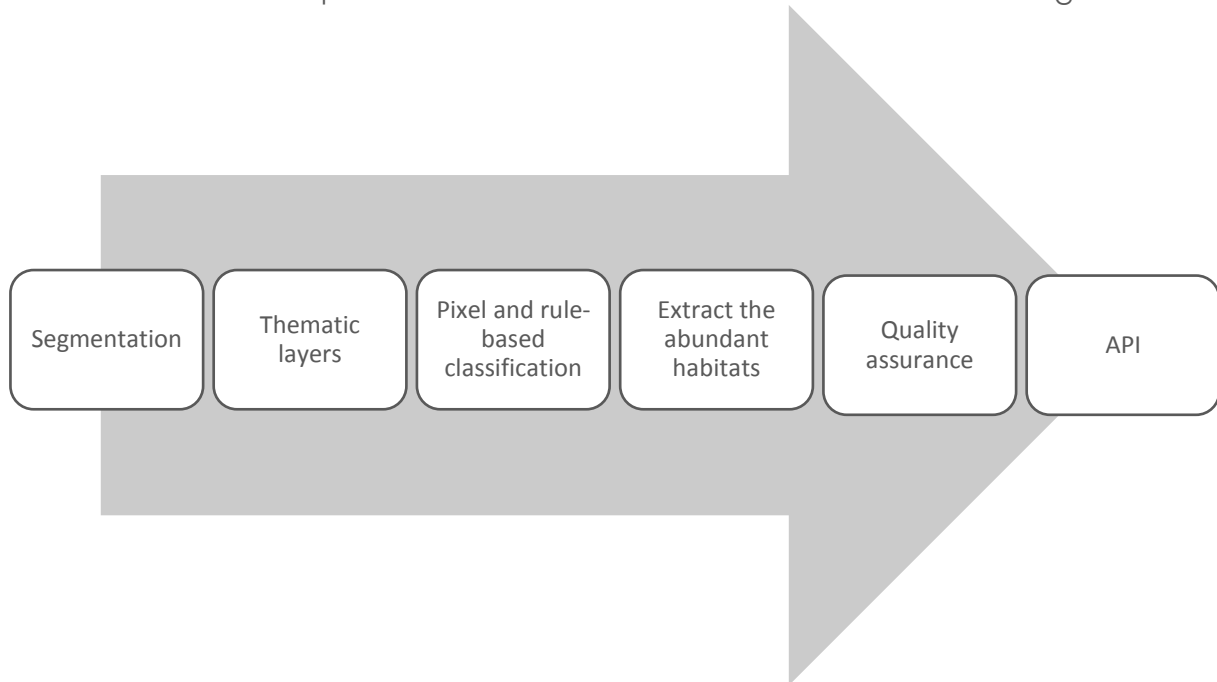 Segmentation
Thematic
layers
Pixel and rule-
based
classification
Extract the
abundant
habitats
Quality
assurance
API